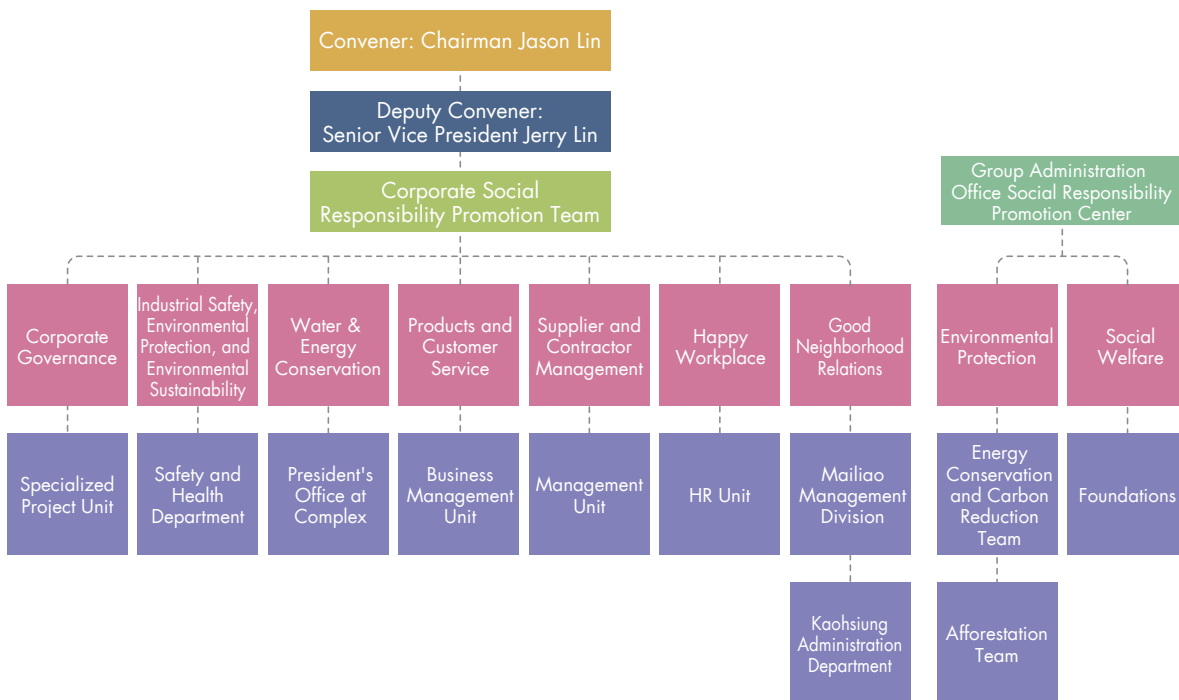 Convener: Chairman Jason Lin
Deputy Convener:
Senior Vice President Jerry Lin
Corporate Social
Responsibility Promotion Team
Group Administration
Office Social Responsibility
Promotion Center
Corporate
Governance
Industrial Safety,
Environmental
Protection, and
Environmental
Sustainability
Water &
Energy
Conservation
Products and
Customer
Service
Supplier and
Contractor
Management
Happy
Workplace
Good
Neighborhood
Relations
Environmental
Protection
Social
Welfare
Specialized
Project Unit
Safety and
Health
Department
President's
Office at
Complex
Business
Management
Unit
Management
Unit
HR Unit
Mailiao
Management
Division
Energy
Conservation
and Carbon
Reduction
Team
Foundations
Kaohsiung
Administration
Department
Afforestation
Team